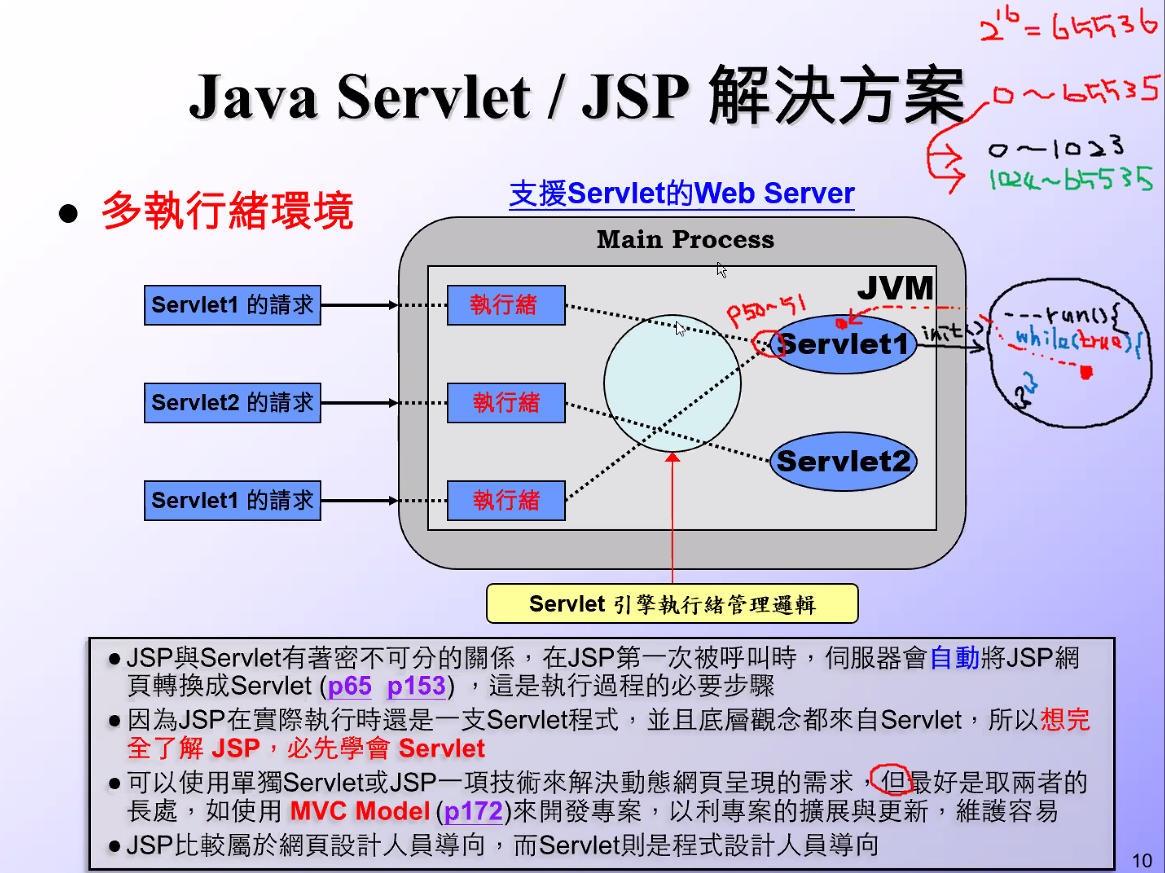 2^16 = 65536
Java Servlet / JSP 解決方案
0 ~ 65535
0 ~ 1023
1024 ~ 65535
● 多執行緒環境
支援Servlet的Web Server
Main Process
JVM
Servlet1 的請求
執行緒
P50~51
Servlet1
init()
---run(){
while(true){
}
}
Servlet2 的請求
執行緒
Servlet2
Servlet1 的請求
執行緒
Servlet 引擎執行緒管理邏輯
●JSP與Servlet有著密不可分的關係，在JSP第一次被呼叫時，伺服器會自動將JSP網
頁轉換成Servlet (p65 p153) ，這是執行過程的必要步驟
●因為JSP在實際執行時還是一支Servlet程式，並且底層觀念都來自Servlet，所以想完
全了解 JSP，必先學會 Servlet
●可以使用單獨Servlet或JSP一項技術來解決動態網頁呈現的需求，但最好是取兩者的
長處，如使用 MVC Model (p172)來開發專案，以利專案的擴展與更新，維護容易
●JSP比較屬於網頁設計人員導向，而Servlet則是程式設計人員導向
10